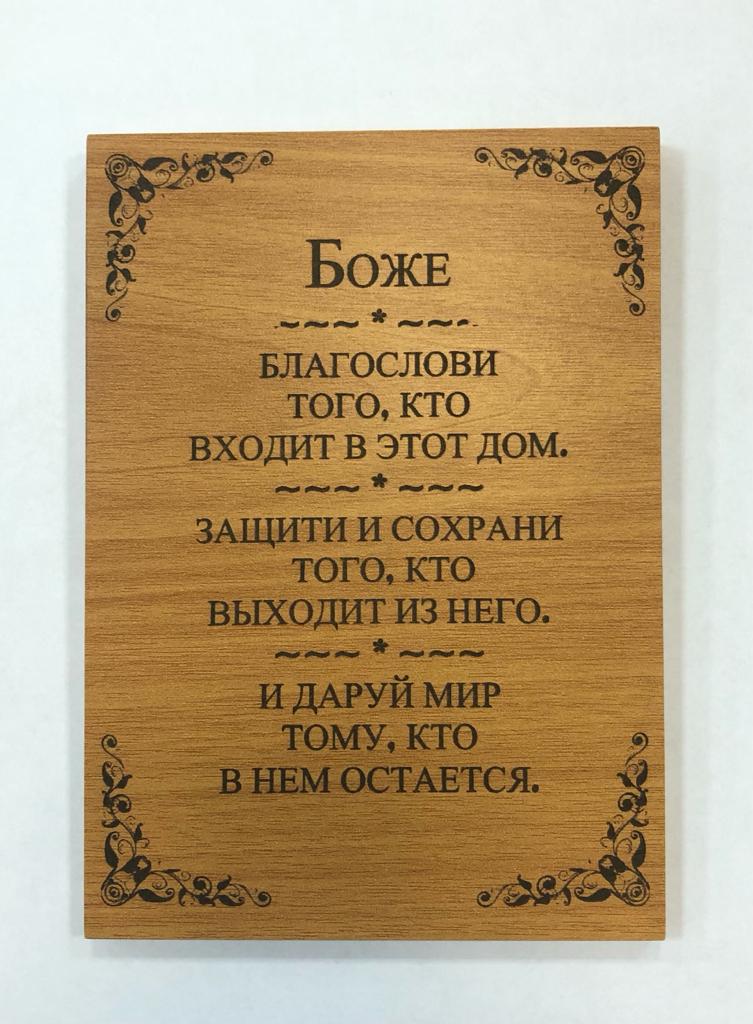 Боже
~~~ * ~~~
БЛАГОСЛОВИ
ТОГО, КТО
ВХОДИТ В ЭТОТ ДОМ.
~~~ * ~~~
ЗАЩИТИ И СОХРАНИ
ТОГО, КТО
ВЫХОДИТ ИЗ НЕГО.
~~~ * ~~~
И ДАРУЙ МИР
ТОМУ, КТО
В НЕМ ОСТАЕТСЯ.